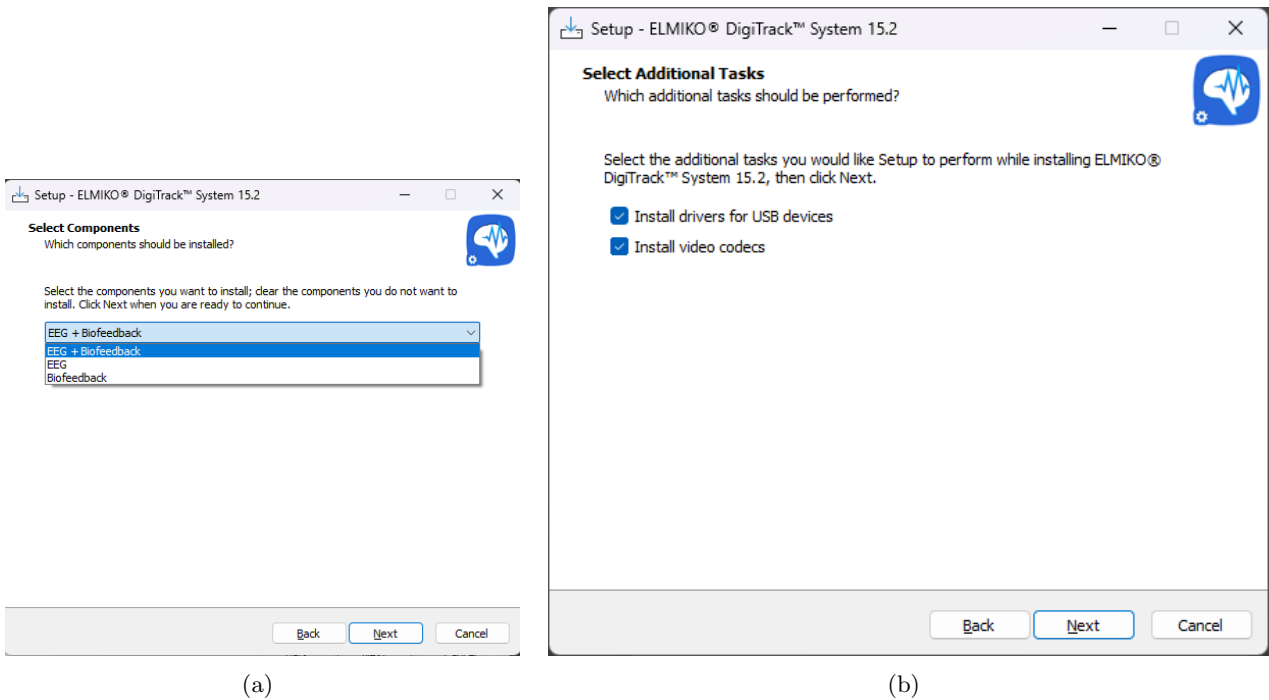 Setup - ELMIKO® DigiTrack™ System 15.2
Select Components
Which components should be installed?
Select the components you want to install; clear the components you do not want to
install. Click Next when you are ready to continue.
EEG + Biofeedback
EEG + Biofeedback
EEG
Biofeedback
Back
Next
Cancel
(a)
Setup - ELMIKO® DigiTrack™ System 15.2
Select Additional Tasks
Which additional tasks should be performed?
Select the additional tasks you would like Setup to perform while installing ELMIKO®
DigiTrack™ System 15.2, then click Next.
Install drivers for USB devices
Install video codecs
Back
Next
Cancel
(b)